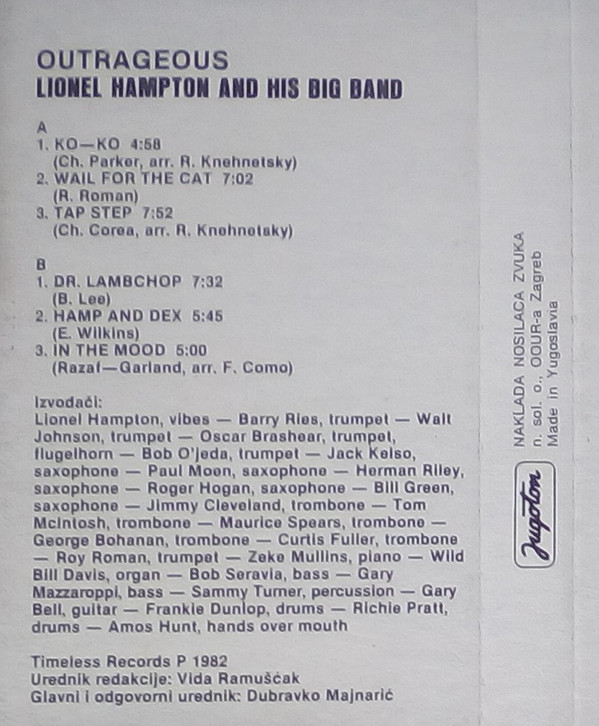 OUTRAGEOUS
LIONEL HAMPTON AND HIS BIG BAND
A
1. KO—KO 4:58
(Ch. Parker, arr. R. Knehnetsky)
2. WAIL FOR THE CAT 7:02
(R. Roman)
3. TAP STEP 7:52
(Ch. Corea, arr. R. Knehnetsky)
B
1. DR. LAMBCHOP 7:32
(B. Lee)
2. HAMP AND DEX 5:45
(E. Wilkins)
3. IN THE MOOD 5:00
(Razaf—Garland, arr. F. Como)
Izvođači:
Lionel Hampton, vibes — Barry Ries, trumpet — Walt
Johnson, trumpet — Oscar Brashear, trumpet,
flugelhorn — Bob O'jeda, trumpet — Jack Kelso,
saxophone — Paul Moen, saxophone — Herman Riley,
saxophone — Roger Hogan, saxophone — Bill Green,
saxophone — Jimmy Cleveland, trombone — Tom
McIntosh, trombone — Maurice Spears, trombone —
George Bohanan, trombone — Curtis Fuller, trombone
— Roy Roman, trumpet — Zeke Mullins, piano — Wild
Bill Davis, organ — Bob Seravia, bass — Gary
Mazzaroppi, bass — Sammy Turner, percussion — Gary
Bell, guitar — Frankie Dunlop, drums — Richie Pratt,
drums — Amos Hunt, hands over mouth
Timeless Records P 1982
Urednik redakcije: Vida Ramušćak
Glavni i odgovorni urednik: Dubravko Majnarić
NAKLADA NOSILACA ZVUKA
n. sol. o., OOUR-a Zagreb
Made in Yugoslavia
Jugoton